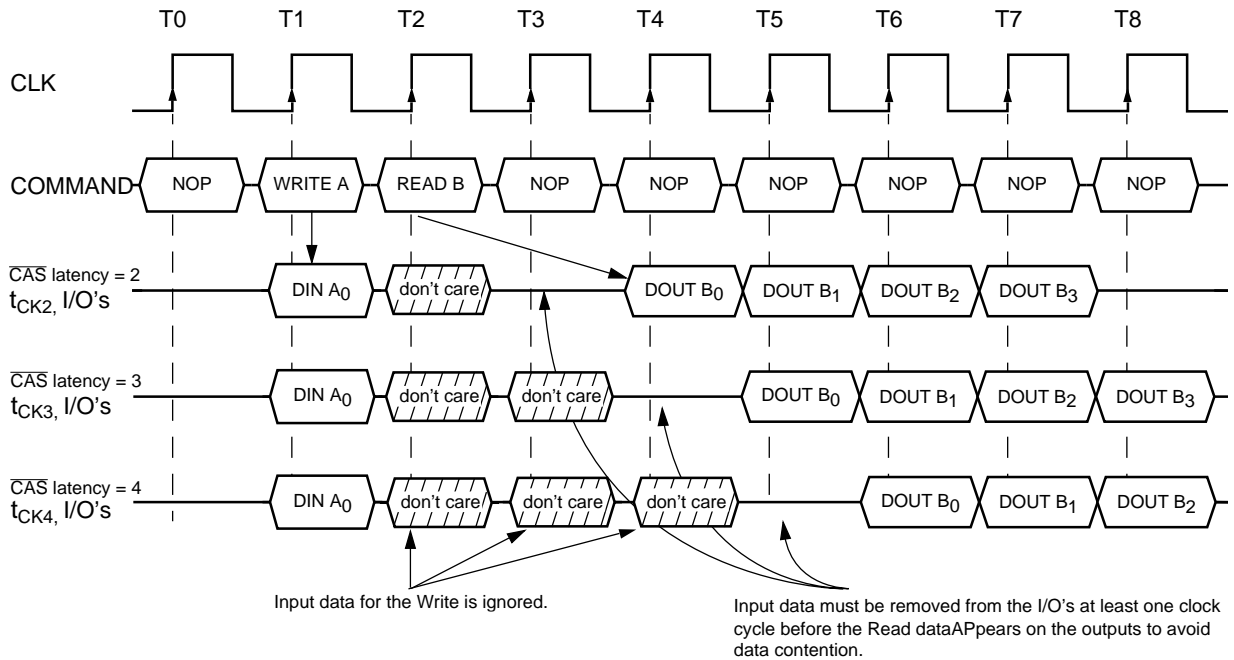 T0 T1 T2 T3 T4 T5 T6 T7 T8
CLK
COMMAND NOP WRITE A READ B NOP NOP NOP NOP NOP NOP
CAS latency = 2
tCK2, I/O's DIN A0 don't care DOUT B0 DOUT B1 DOUT B2 DOUT B3
CAS latency = 3
tCK3, I/O's DIN A0 don't care don't care DOUT B0 DOUT B1 DOUT B2 DOUT B3
CAS latency = 4
tCK4, I/O's DIN A0 don't care don't care don't care DOUT B0 DOUT B1 DOUT B2
Input data for the Write is ignored.
Input data must be removed from the I/O's at least one clock
cycle before the Read dataAPpears on the outputs to avoid
data contention.